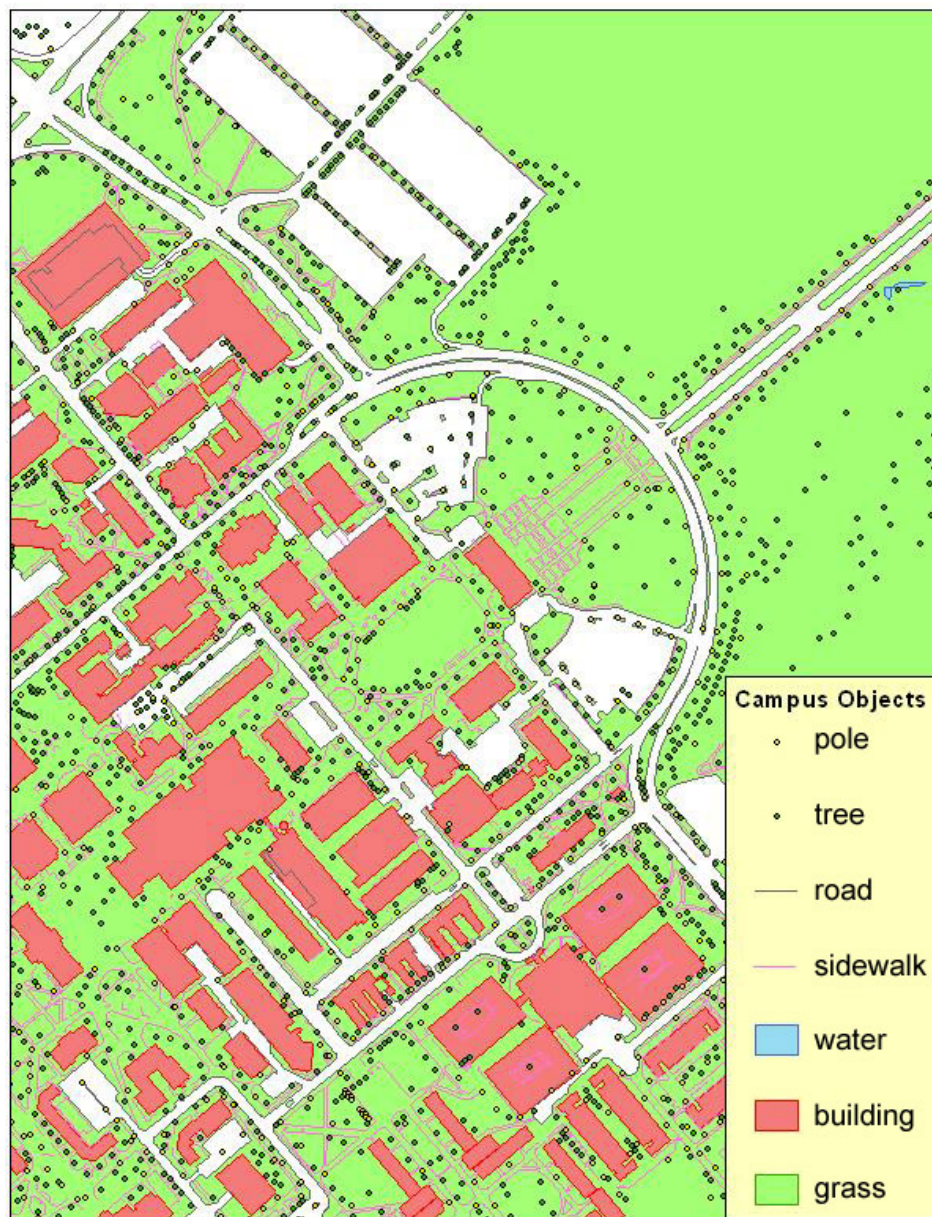 Campus Objects
pole
tree
road
sidewalk
water
building
grass